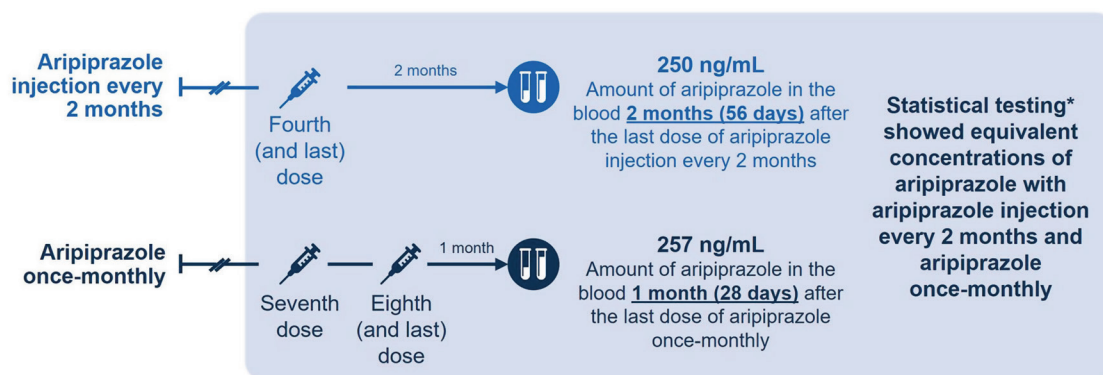 Aripiprazole
injection every
2 months
2 months
Fourth
(and last)
dose
250 ng/mL
Amount of aripiprazole in the
blood 2 months (56 days) after
the last dose of aripiprazole
injection every 2 months
Aripiprazole
once-monthly
Seventh
dose
Eighth
(and last)
dose
1 month
257 ng/mL
Amount of aripiprazole in the
blood 1 month (28 days) after
the last dose of aripiprazole
once-monthly
Statistical testing*
showed equivalent
concentrations of
aripiprazole with
aripiprazole injection
every 2 months and
aripiprazole
once-monthly